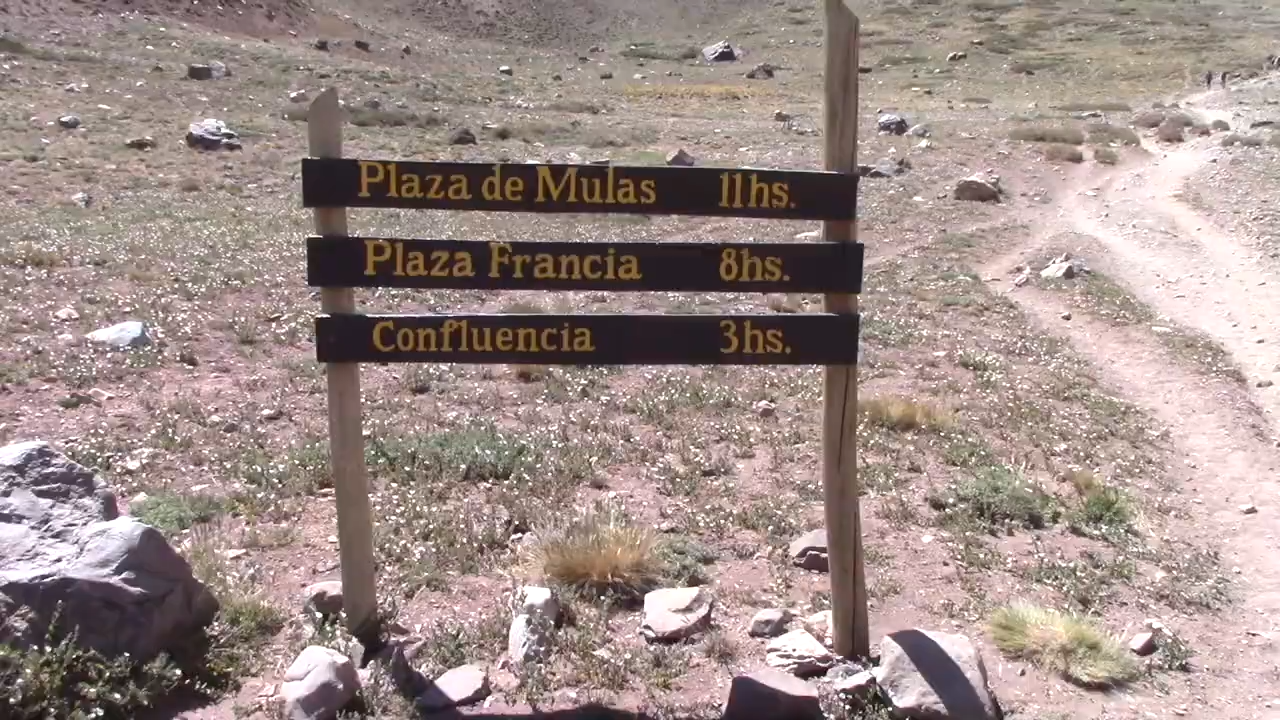 Plaza de Mulas 11hs.
Plaza Francia 8hs.
Confluencia 3hs.